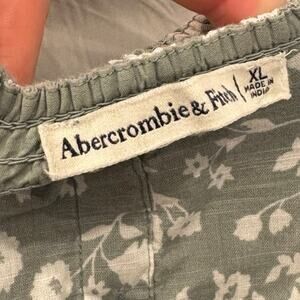 Abercrombie & Fitch
XL
MADE IN
INDIA